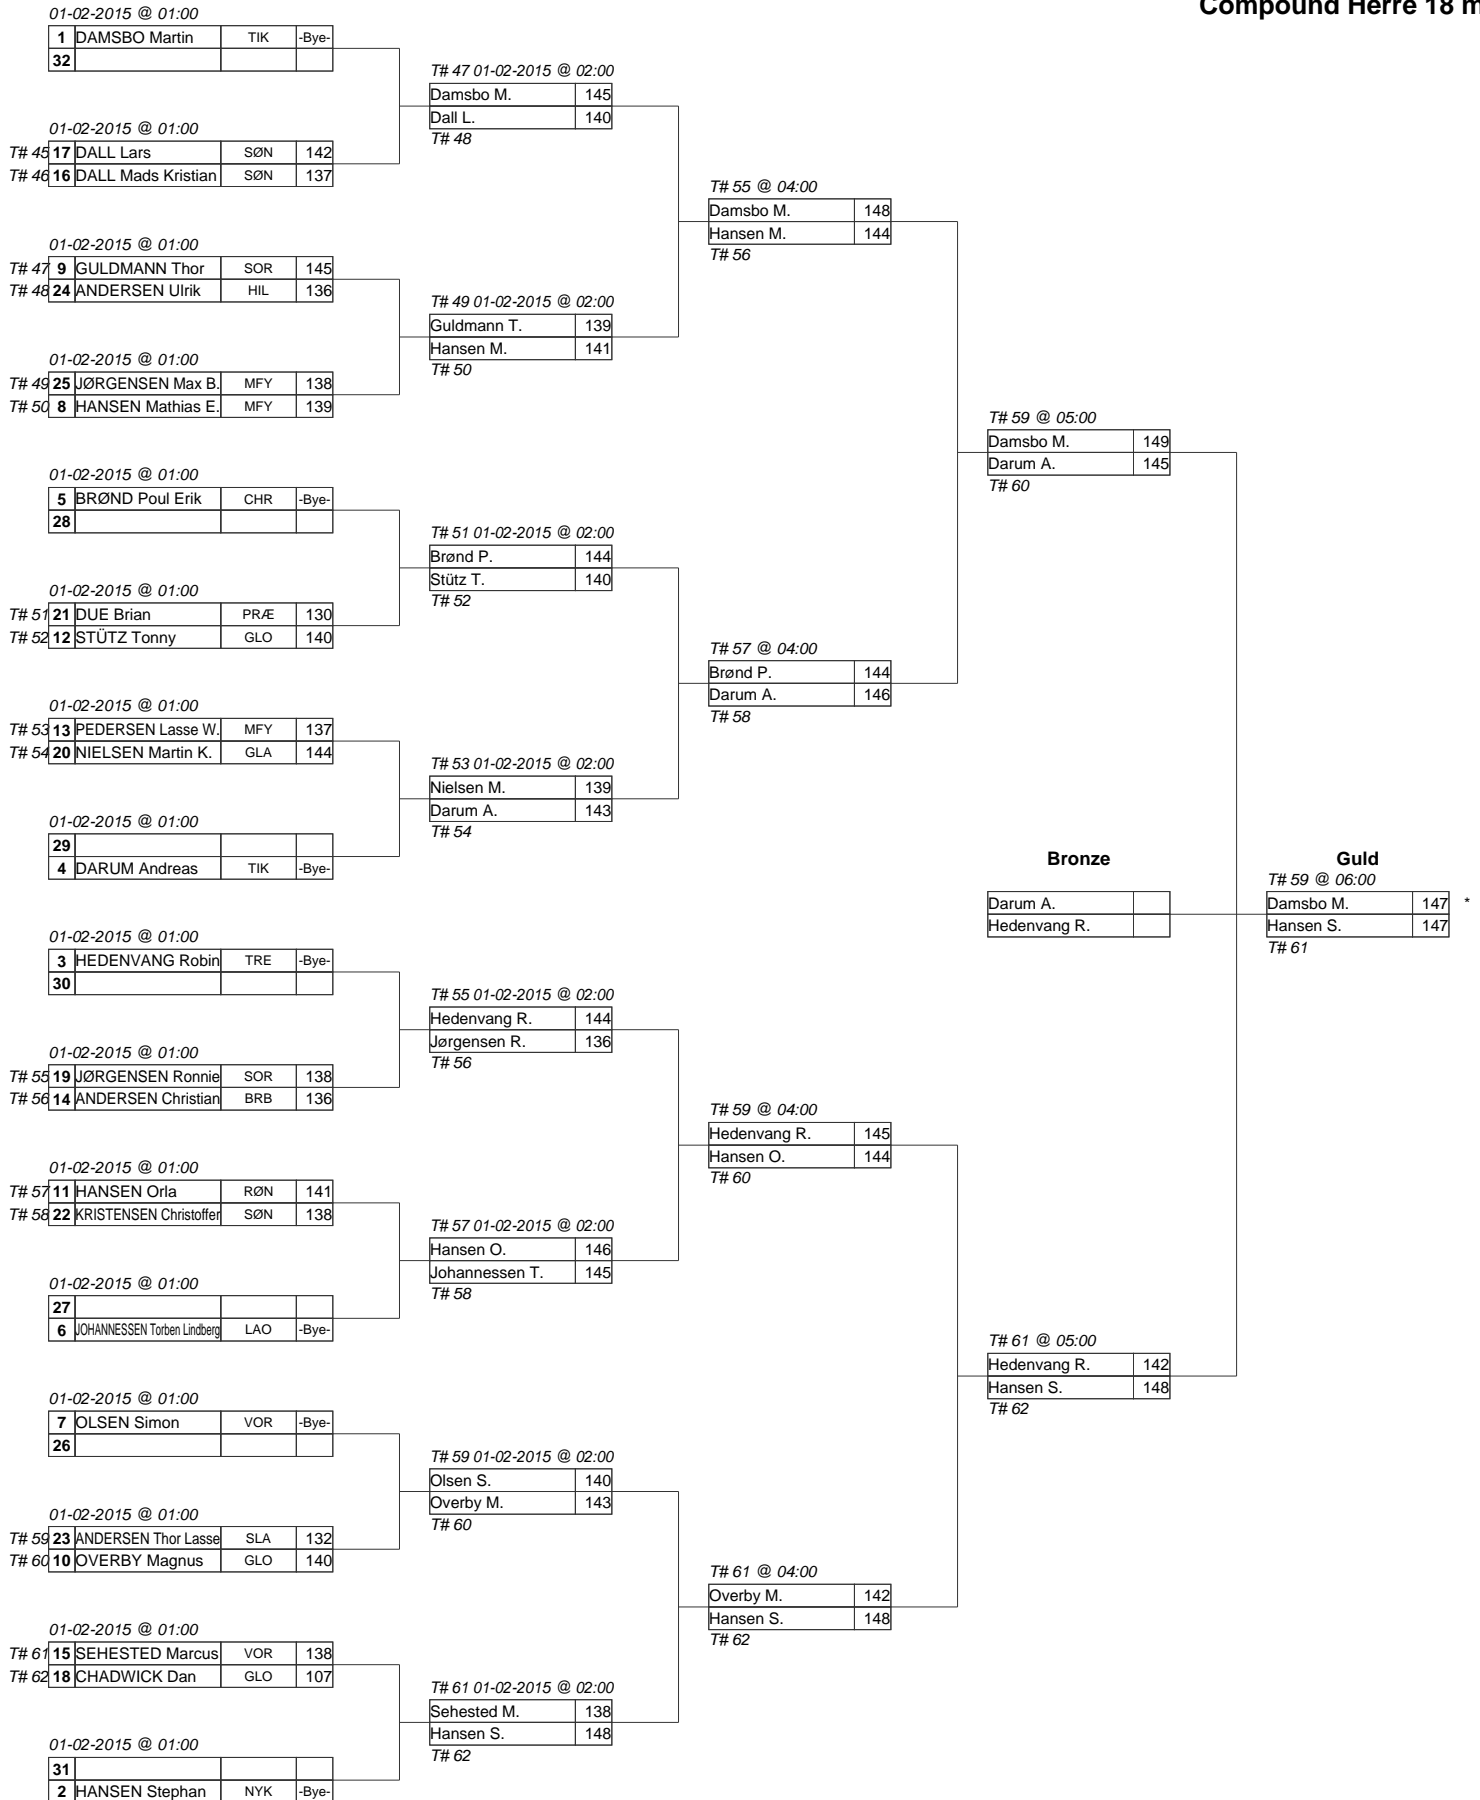 Compound Herre 18 m
01-02-2015 @ 01:00
1 DAMSBO Martin TIK -Bye-
32
01-02-2015 @ 01:00
T# 45 17 DALL Lars SØN 142
T# 46 16 DALL Mads Kristian SØN 137
01-02-2015 @ 01:00
T# 47 9 GULDMANN Thor SOR 145
T# 48 24 ANDERSEN Ulrik HIL 136
01-02-2015 @ 01:00
T# 49 25 JØRGENSEN Max B. MFY 138
T# 50 8 HANSEN Mathias E. MFY 139
01-02-2015 @ 01:00
5 BRØND Poul Erik CHR -Bye-
28
01-02-2015 @ 01:00
T# 51 21 DUE Brian PRÆ 130
T# 52 12 STÜTZ Tonny GLO 140
01-02-2015 @ 01:00
T# 53 13 PEDERSEN Lasse W. MFY 137
T# 54 20 NIELSEN Martin K. GLA 144
01-02-2015 @ 01:00
29
4 DARUM Andreas TIK -Bye-
01-02-2015 @ 01:00
3 HEDENVANG Robin TRE -Bye-
30
01-02-2015 @ 01:00
T# 55 19 JØRGENSEN Ronnie SOR 138
T# 56 14 ANDERSEN Christian BRB 136
01-02-2015 @ 01:00
T# 57 11 HANSEN Orla RØN 141
T# 58 22 KRISTENSEN Christoffer SØN 138
01-02-2015 @ 01:00
27
6 JOHANNESSEN Torben Lindberg LAO -Bye-
01-02-2015 @ 01:00
7 OLSEN Simon VOR -Bye-
26
01-02-2015 @ 01:00
T# 59 23 ANDERSEN Thor Lasse SLA 132
T# 60 10 OVERBY Magnus GLO 140
01-02-2015 @ 01:00
T# 61 15 SEHESTED Marcus VOR 138
T# 62 18 CHADWICK Dan GLO 107
01-02-2015 @ 01:00
31
2 HANSEN Stephan NYK -Bye-
T# 47 01-02-2015 @ 02:00
Damsbo M. 145
Dall L. 140
T# 48
T# 49 01-02-2015 @ 02:00
Guldmann T. 139
Hansen M. 141
T# 50
T# 51 01-02-2015 @ 02:00
Brønd P. 144
Stütz T. 140
T# 52
T# 53 01-02-2015 @ 02:00
Nielsen M. 139
Darum A. 143
T# 54
T# 55 01-02-2015 @ 02:00
Hedenvang R. 144
Jørgensen R. 136
T# 56
T# 57 01-02-2015 @ 02:00
Hansen O. 146
Johannessen T. 145
T# 58
T# 59 01-02-2015 @ 02:00
Olsen S. 140
Overby M. 143
T# 60
T# 61 01-02-2015 @ 02:00
Sehested M. 138
Hansen S. 148
T# 62
T# 55 @ 04:00
Damsbo M. 148
Hansen M. 144
T# 56
T# 57 @ 04:00
Brønd P. 144
Darum A. 146
T# 58
T# 59 @ 04:00
Hedenvang R. 145
Hansen O. 144
T# 60
T# 61 @ 04:00
Overby M. 142
Hansen S. 148
T# 62
T# 59 @ 05:00
Damsbo M. 149
Darum A. 145
T# 60
Bronze
Darum A.
Hedenvang R.
T# 61 @ 05:00
Hedenvang R. 142
Hansen S. 148
T# 62
Guld
T# 59 @ 06:00
Damsbo M. 147 *
Hansen S. 147
T# 61